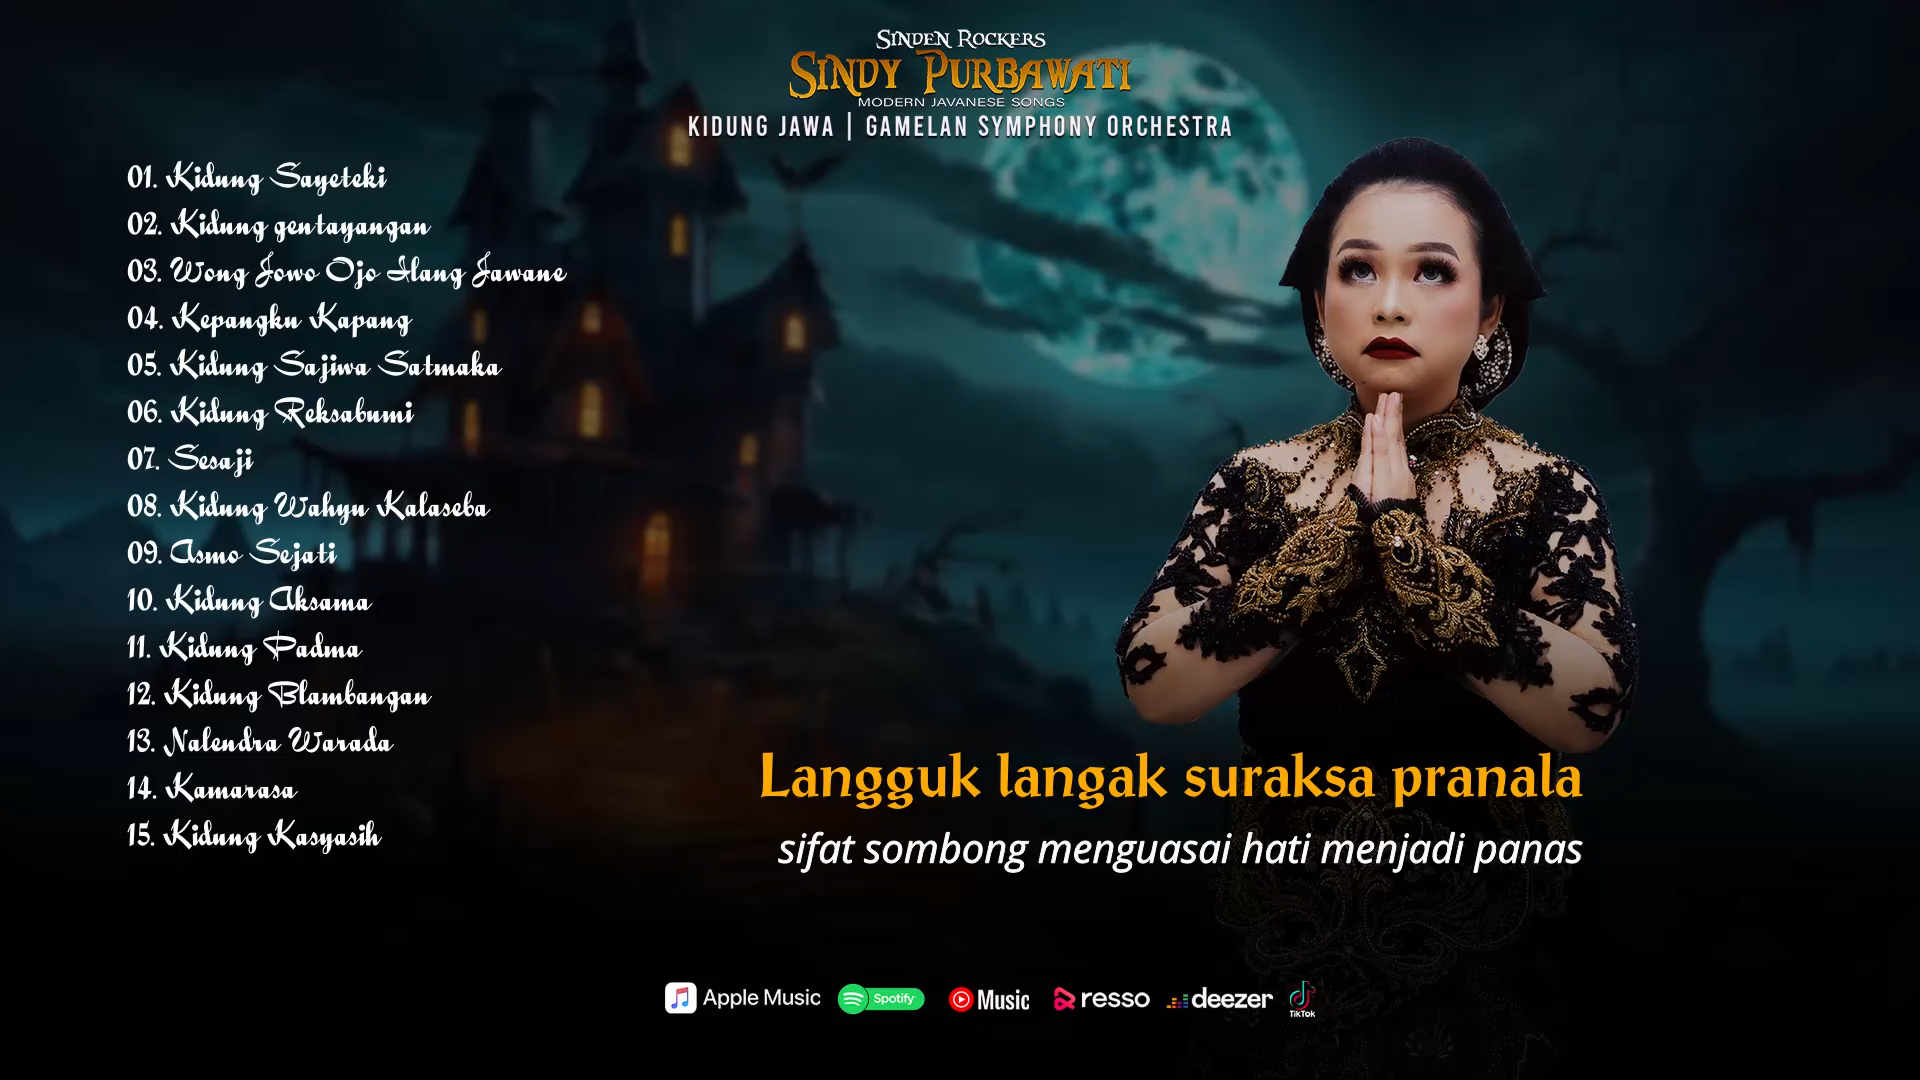 SINDEN ROCKERS
SINDY PURBAWATI
MODERN JAVANESE SONGS
KIDUNG JAWA | GAMELAN SYMPHONY ORCHESTRA
01. Kidung Sayeteki
02. Kidung gentayangan
03. Wong Jowo Ojo Ilang Jawane
04. Kepangku Kapang
05. Kidung Sajiwa Satmaka
06. Kidung Reksabumi
07. Sesaji
08. Kidung Wahyu Kalaseba
09. Asmo Sejati
10. Kidung Aksama
11. Kidung Padma
12. Kidung Blambangan
13. Nalendra Warada
14. Kamarasa
15. Kidung Kasyasih
Langguk langak suraksa pranala
sifat sombong menguasai hati menjadi panas
Apple Music Spotify Music resso deezer TikTok